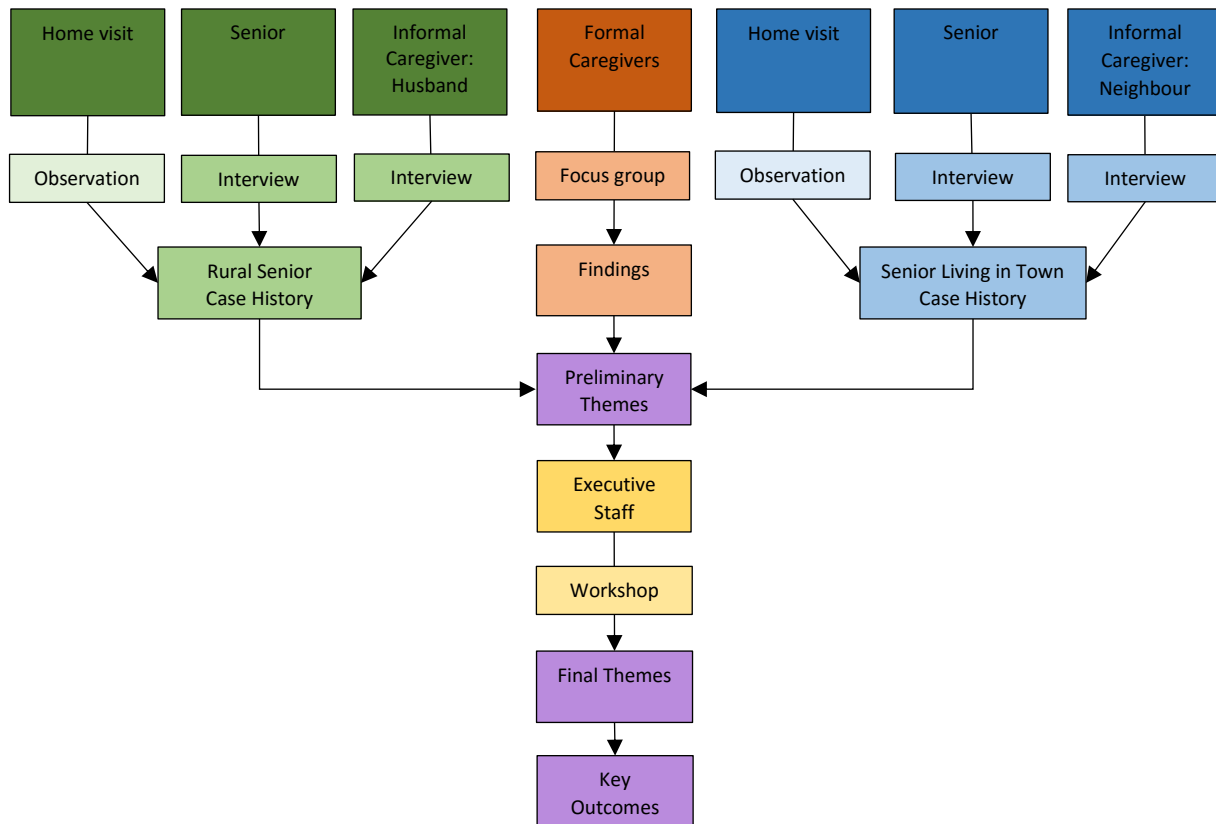 Home visit
Senior
Informal
Caregiver:
Husband
Formal
Caregivers
Home visit
Senior
Informal
Caregiver:
Neighbour
Observation
Interview
Interview
Focus group
Observation
Interview
Interview
Rural Senior
Case History
Findings
Senior Living in Town
Case History
Preliminary
Themes
Executive
Staff
Workshop
Final Themes
Key
Outcomes